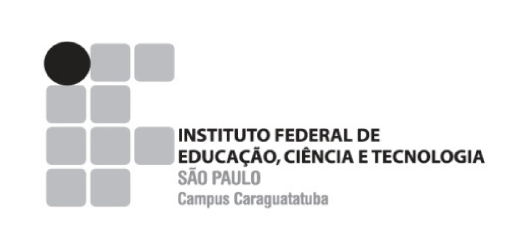 INSTITUTO FEDERAL DE
EDUCAÇÃO, CIÊNCIA E TECNOLOGIA
SÃO PAULO
Campus Caraguatatuba